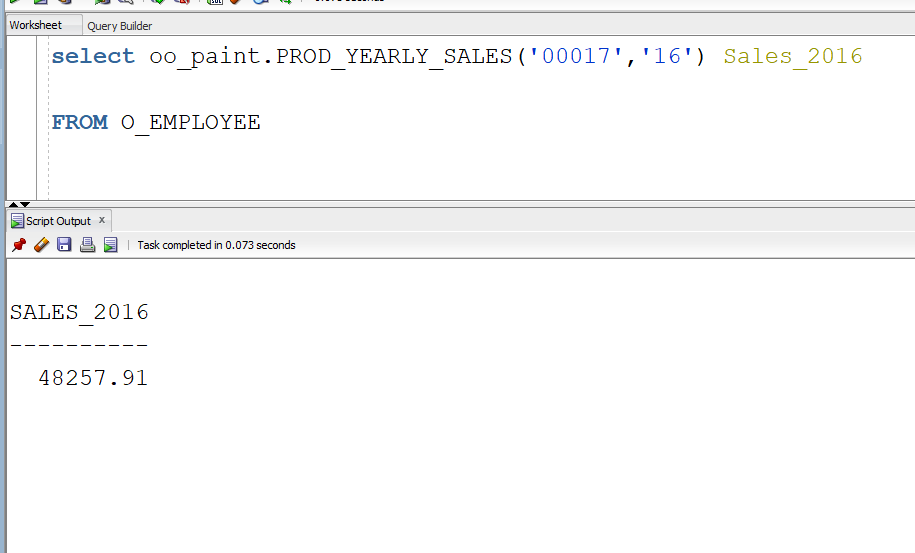 Worksheet Query Builder
select oo_paint.PROD_YEARLY_SALES('00017','16') Sales_2016
FROM O_EMPLOYEE
Script Output x
Task completed in 0.073 seconds
SALES_2016
----------
48257.91